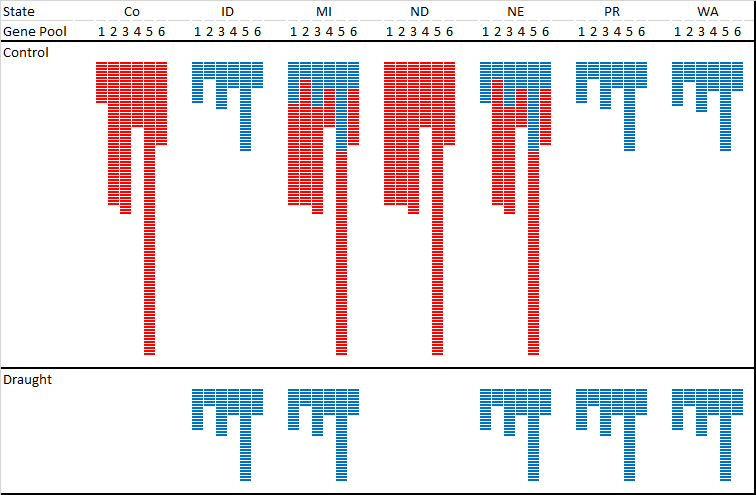 State Co ID MI ND NE PR WA
Gene Pool 1 2 3 4 5 6 1 2 3 4 5 6 1 2 3 4 5 6 1 2 3 4 5 6 1 2 3 4 5 6 1 2 3 4 5 6 1 2 3 4 5 6
Control
Draught